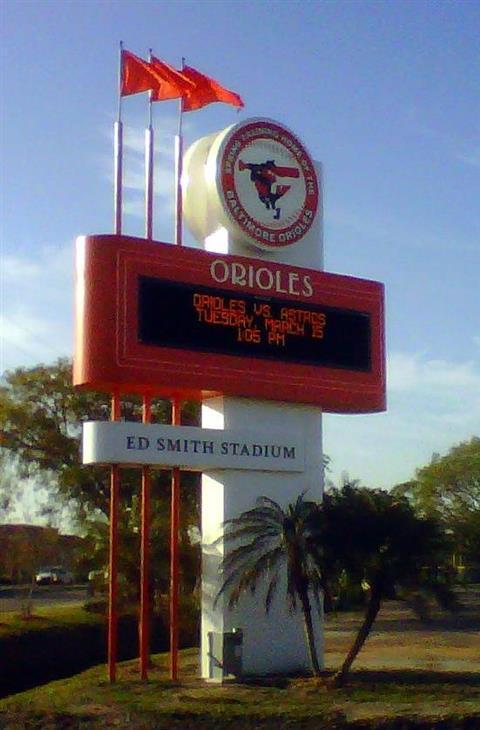 SPRING TRAINING HOME OF THE
BALTIMORE ORIOLES
ORIOLES
ORIOLES VS. ASTROS
TUESDAY, MARCH 15
1:05 PM
ED SMITH STADIUM